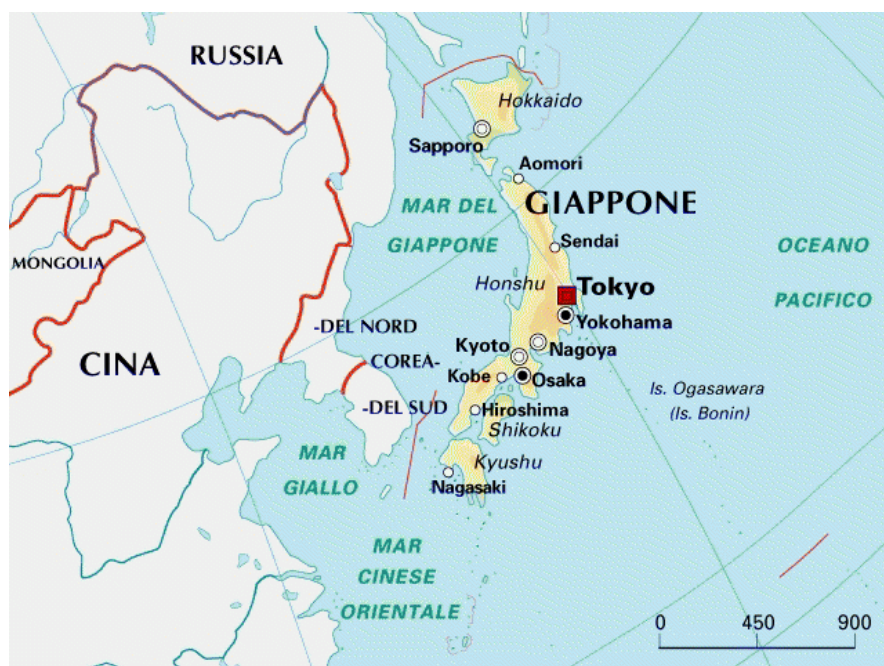 RUSSIA
Hokkaido
Sapporo
Aomori
MAR DEL
GIAPPONE
GIAPPONE
Sendai
OCEANO
PACIFICO
MONGOLIA
Honshu
Tokyo
Yokohama
-DEL NORD
CINA
COREA-
Kyoto
Nagoya
Kobe
Osaka
-DEL SUD
Hiroshima
Is. Ogasawara
(Is. Bonin)
Shikoku
MAR
GIALLO
Kyushu
Nagasaki
MAR
CINESE
ORIENTALE
0 450 900